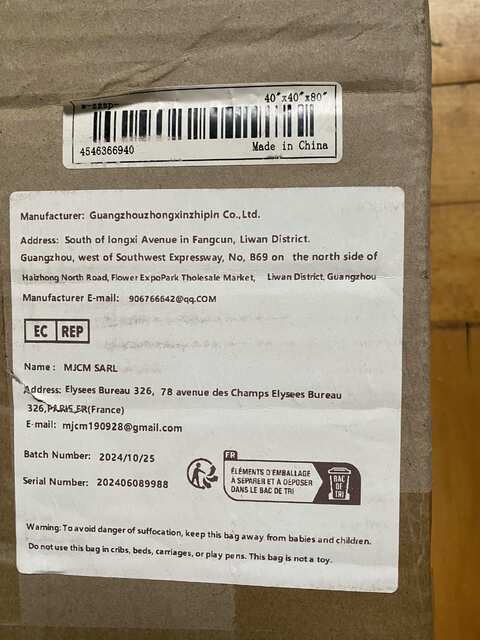 40"x40"x80"
4546366940 Made in China
Manufacturer: Guangzhouzhongxinzhipin Co.,Ltd.
Address: South of longxi Avenue in Fangcun, Liwan District.
Guangzhou, west of Southwest Expressway, No, 869 on the north side of
Haizhong North Road, Flower ExpoPark Tholesale Market, Liwan District, Guangzhou
Manufacturer E-mail: 906766642@qq.COM
EC REP
Name: MJCM SARL
Address: Elysees Bureau 326, 78 avenue des Champs Elysees Bureau
326,PARIS FR(France)
E-mail: mjcm190928@gmail.com
Batch Number: 2024/10/25
Serial Number: 202406089988
FR
ÉLÉMENTS D'EMBALLAGE
À SÉPARER ET À DÉPOSER
DANS LE BAC DE TRI
BAC
DE
TRI
Warning: To avoid danger of suffocation, keep this bag away from babies and children.
Do not use this bag in cribs, beds, carriages, or play pens. This bag is not a toy.